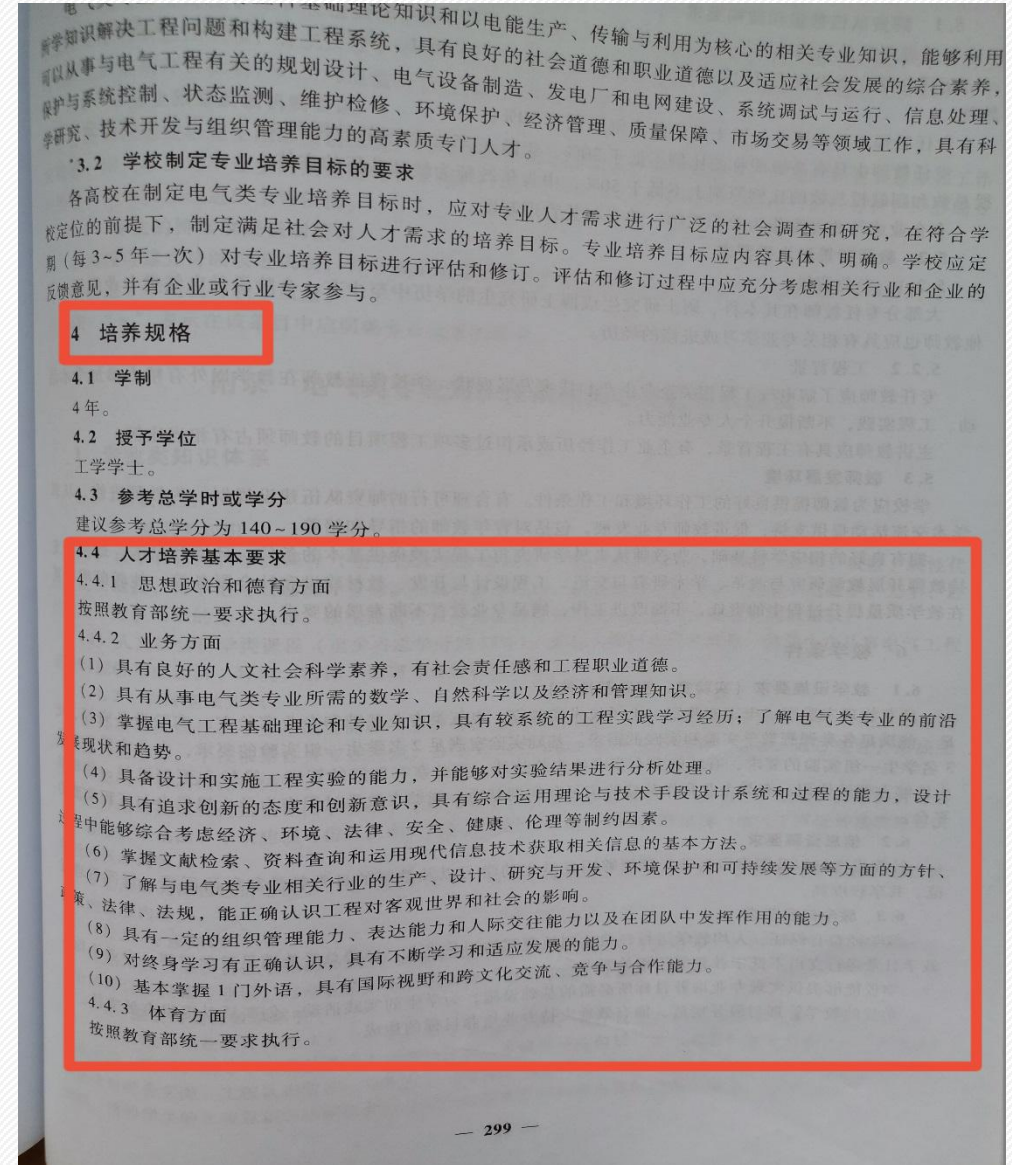 基础理论知识和以电能生产、传输与利用为核心的相关专业知识，能够利用
所学知识解决工程问题和构建工程系统，具有良好的社会道德和职业道德以及适应社会发展的综合素养，
可以从事与电气工程有关的规划设计、电气设备制造、发电厂和电网建设、系统调试与运行、信息处理、
保护与系统控制、状态监测、维护检修、环境保护、经济管理、质量保障、市场交易等领域工作，具有科
学研究、技术开发与组织管理能力的高素质专门人才。
3.2 学校制定专业培养目标的要求
各高校在制定电气类专业培养目标时，应对专业人才需求进行广泛的社会调查和研究，在符合学
校定位的前提下，制定满足社会对人才需求的培养目标。专业培养目标应内容具体、明确。学校应定
期（每3~5年一次）对专业培养目标进行评估和修订。评估和修订过程中应充分考虑相关行业和企业的
反馈意见，并有企业或行业专家参与。
4 培养规格
4.1 学制
4年。
4.2 授予学位
工学学士。
4.3 参考总学时或学分
建议参考总学分为140~190学分。
4.4 人才培养基本要求
4.4.1 思想政治和德育方面
按照教育部统一要求执行。
4.4.2 业务方面
（1）具有良好的人文社会科学素养，有社会责任感和工程职业道德。
（2）具有从事电气类专业所需的数学、自然科学以及经济和管理知识。
（3）掌握电气工程基础理论和专业知识，具有较系统的工程实践学习经历；了解电气类专业的前沿
发展现状和趋势。
（4）具备设计和实施工程实验的能力，并能够对实验结果进行分析处理。
（5）具有追求创新的态度和创新意识，具有综合运用理论与技术手段设计系统和过程的能力，设计
过程中能够综合考虑经济、环境、法律、安全、健康、伦理等制约因素。
（6）掌握文献检索、资料查询和运用现代信息技术获取相关信息的基本方法。
（7）了解与电气类专业相关行业的生产、设计、研究与开发、环境保护和可持续发展等方面的方针、
政策、法律、法规，能正确认识工程对客观世界和社会的影响。
（8）具有一定的组织管理能力、表达能力和人际交往能力以及在团队中发挥作用的能力。
（9）对终身学习有正确认识，具有不断学习和适应发展的能力。
（10）基本掌握1门外语，具有国际视野和跨文化交流、竞争与合作能力。
4.4.3 体育方面
按照教育部统一要求执行。
— 299 —